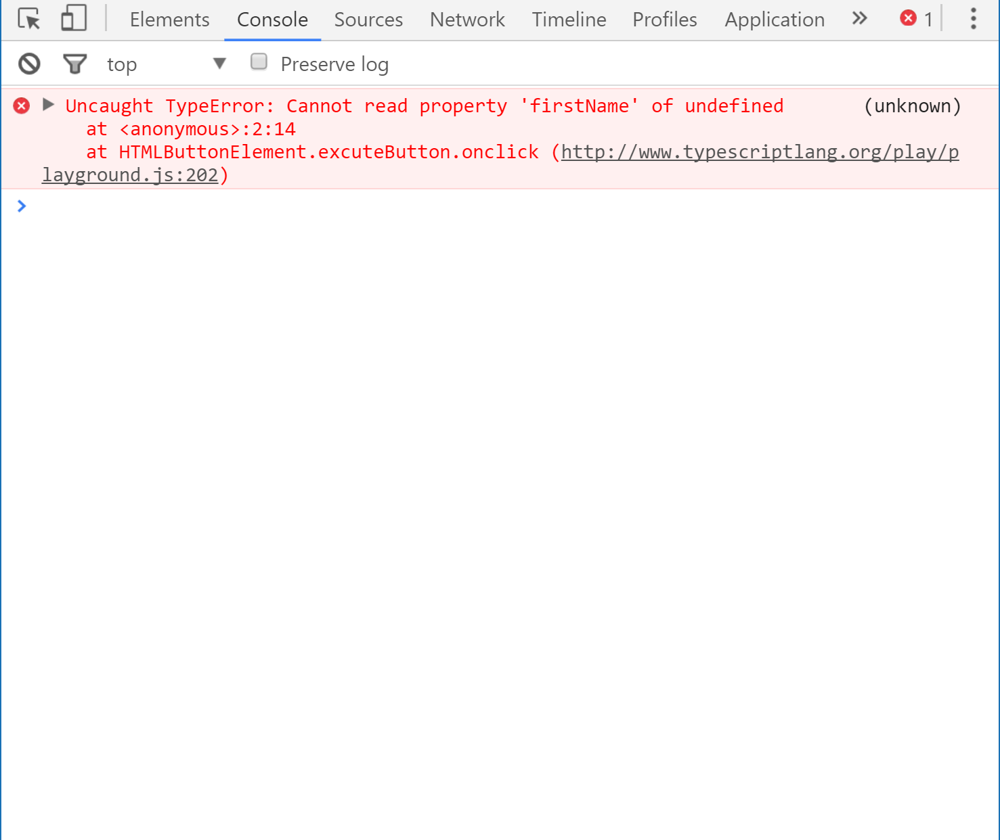 Elements Console Sources Network Timeline Profiles Application » 1
top Preserve log
Uncaught TypeError: Cannot read property 'firstName' of undefined (unknown)
at <anonymous>:2:14
at HTMLButtonElement.excuteButton.onclick (http://www.typescriptlang.org/play/p
layground.js:202)